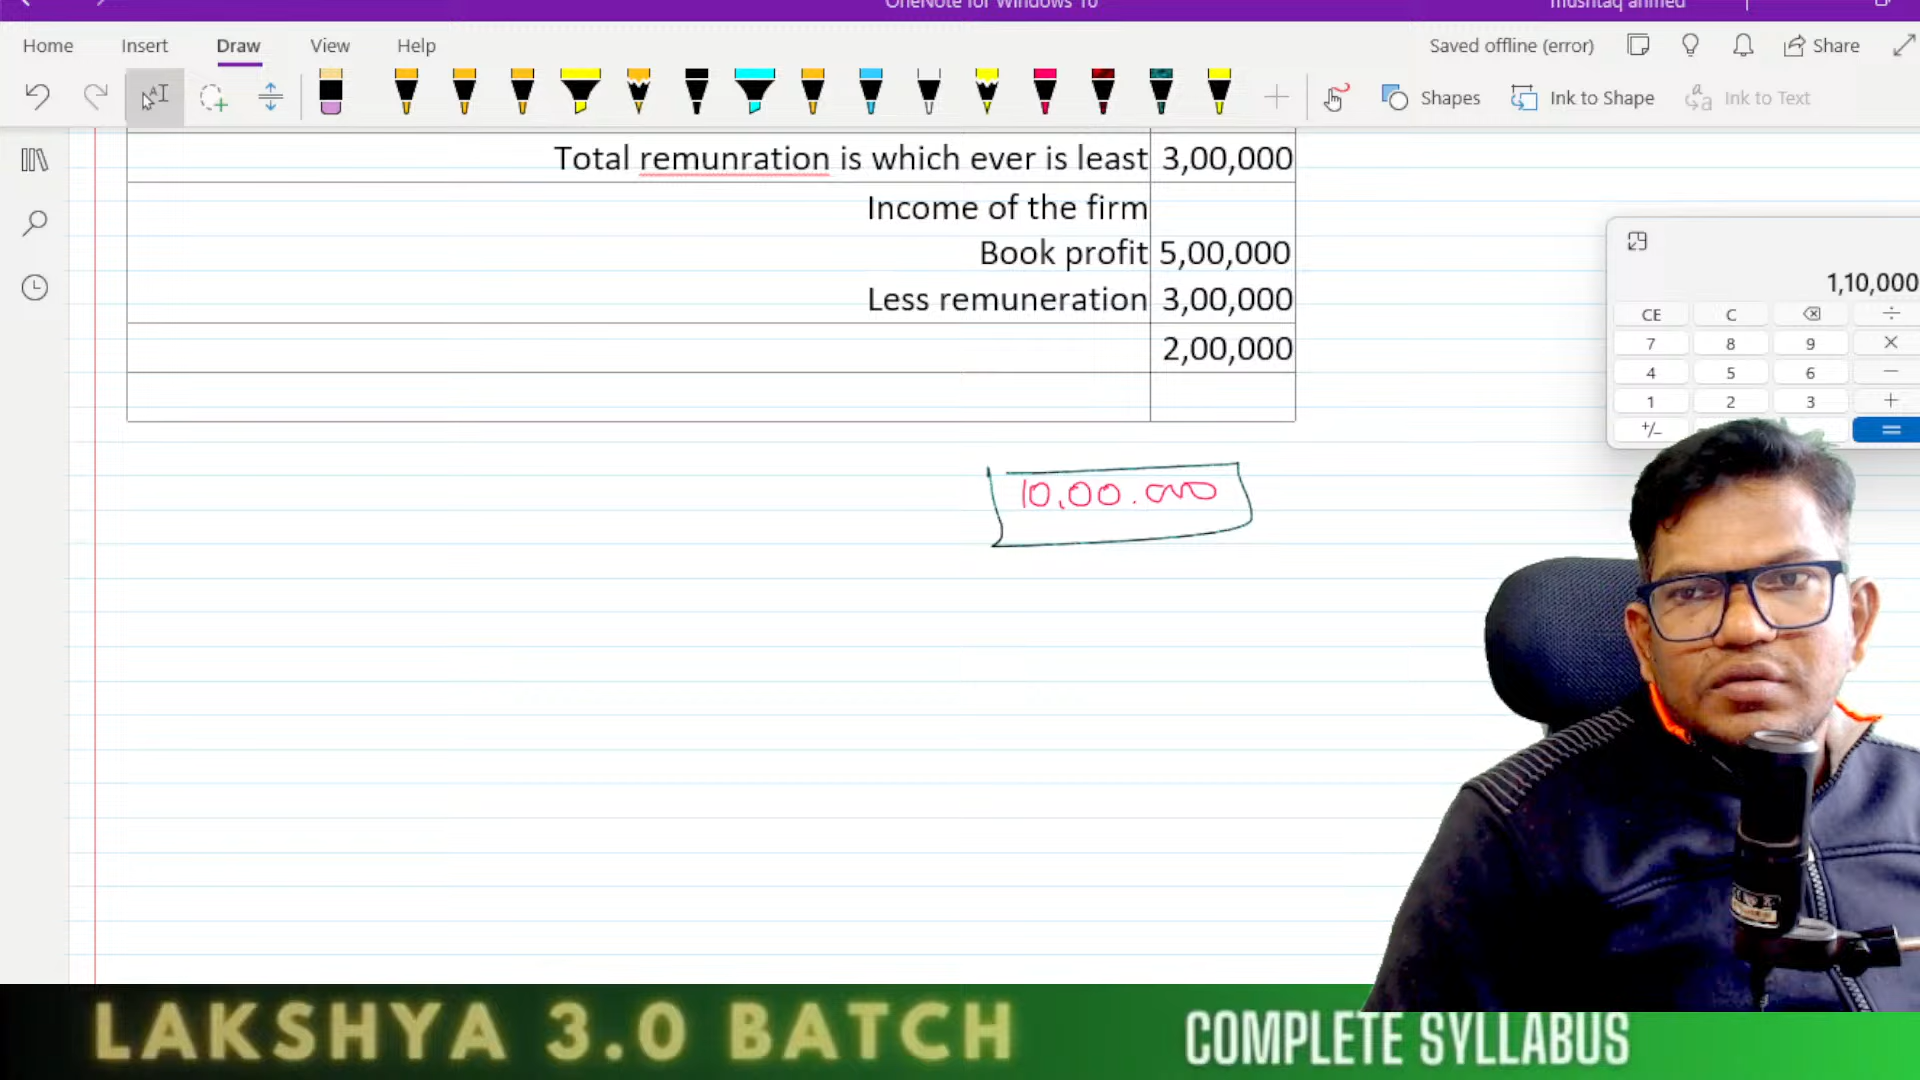 Home Insert Draw View Help Saved offline (error) Share
Shapes Ink to Shape Ink to Text
Total remunration is which ever is least 3,00,000
Income of the firm
Book profit 5,00,000
Less remuneration 3,00,000
2,00,000
10,00.000
1,10,000
CE C ⌫ ÷
7 8 9 ×
4 5 6 −
1 2 3 +
+/− =
LAKSHYA 3.0 BATCH COMPLETE SYLLABUS